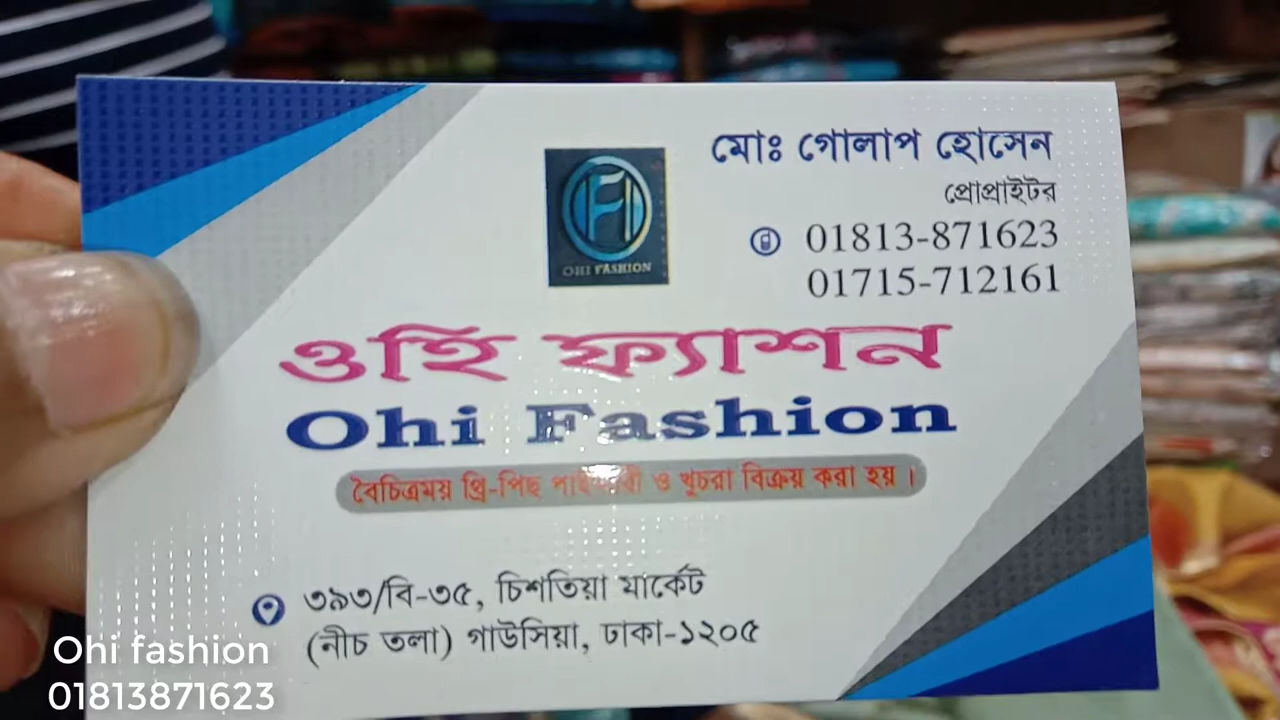 মোঃ গোলাপ হোসেন
প্রোপ্রাইটর
01813-871623
01715-712161
OHI FASHION
ওহি ফ্যাশন
Ohi Fashion
বৈচিত্রময় থ্রি-পিছ পাইকারী ও খুচরা বিক্রয় করা হয়।
৩৯৩/বি-৩৫, চিশতিয়া মার্কেট
(নীচ তলা) গাউসিয়া, ঢাকা-১২০৫
Ohi fashion
01813871623